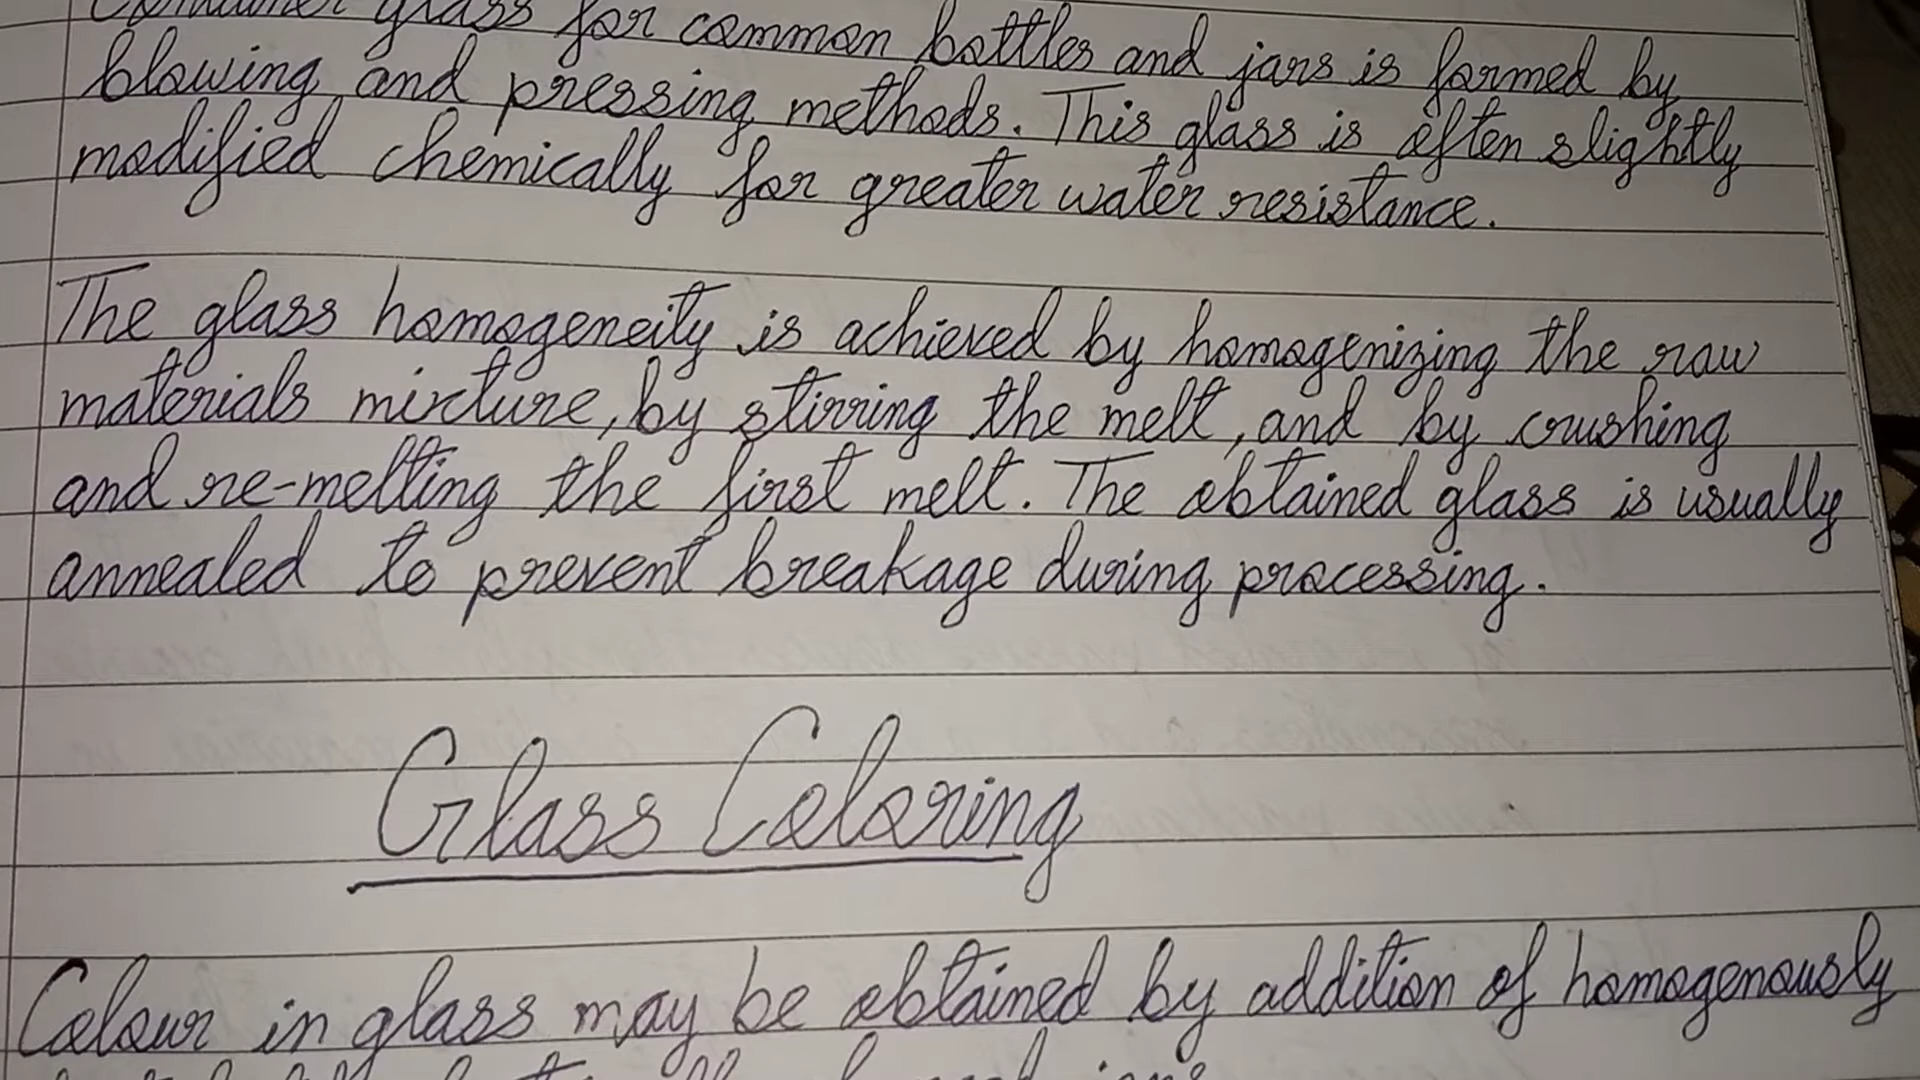 Container glass for common bottles and jars is formed by
blowing and pressing methods. This glass is often slightly
modified chemically for greater water resistance.
The glass homogeneity is achieved by homogenizing the raw
materials mixture, by stirring the melt, and by crushing
and re-melting the first melt. The obtained glass is usually
annealed to prevent breakage during processing.
Glass Coloring
Colour in glass may be obtained by addition of homogenously